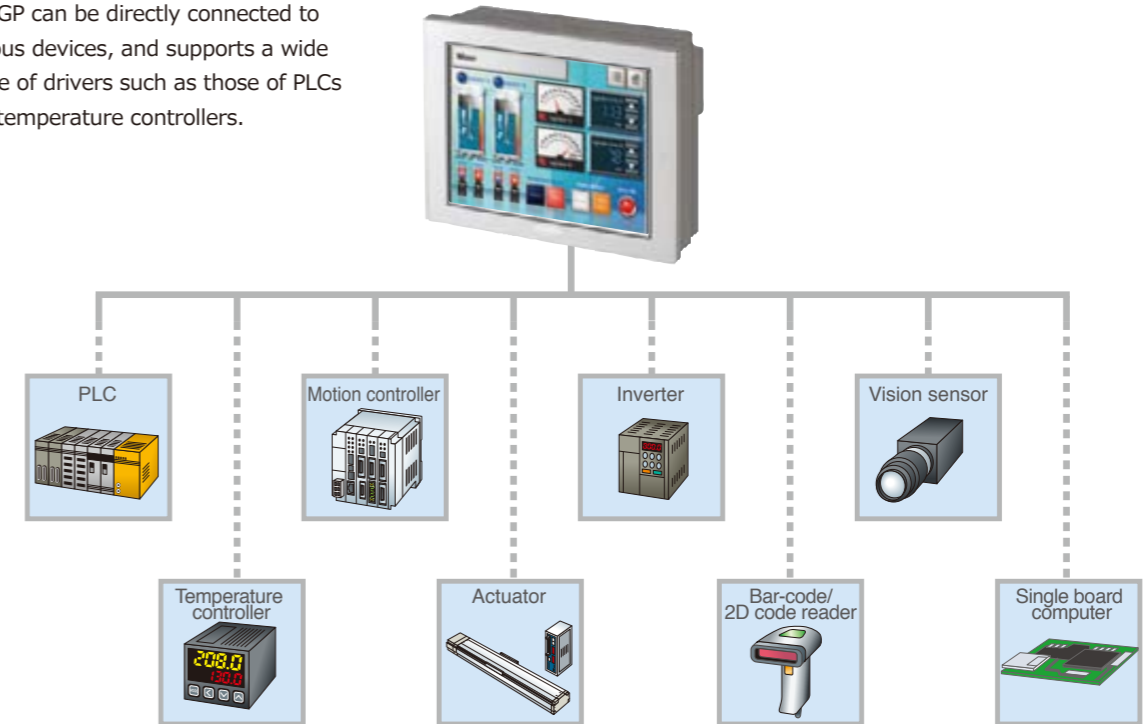 GP can be directly connected to
ous devices, and supports a wide
e of drivers such as those of PLCs
temperature controllers.
PLC
Motion controller
Inverter
Vision sensor
Temperature
controller
208.0
130.0
Actuator
Bar-code/
2D code reader
Single board
computer